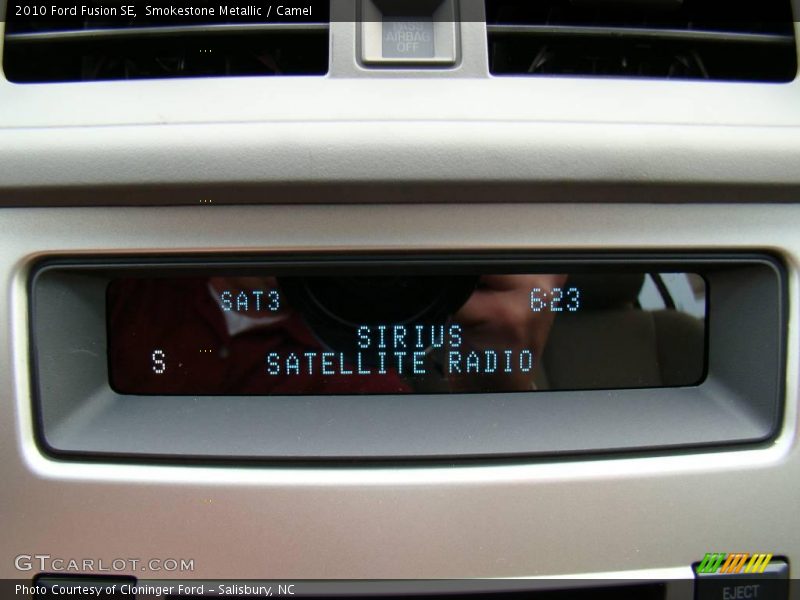 2010 Ford Fusion SE, Smokestone Metallic / Camel
PASS
AIRBAG
OFF
SAT3 6:23
SIRIUS
S SATELLITE RADIO
GTCARLOT.COM
EJECT
Photo Courtesy of Cloninger Ford - Salisbury, NC